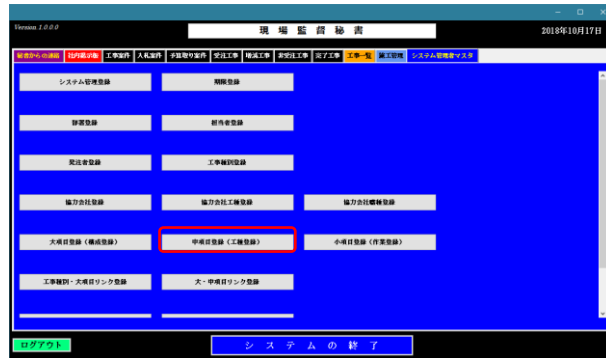 Version 1.0.0.0
現場監督秘書
2018年10月17日
秘書からの連絡 社内掲示板 工事案件 入札案件 予算取り案件 受注工事 増減工事 未受注工事 完了工事 工事一覧 施工管理 システム管理者マスタ
システム管理登録 期限登録
部署登録 担当者登録
発注者登録 工事種別登録
協力会社登録 協力会社工種登録 協力会社職種登録
大項目登録（構成登録） 中項目登録（工種登録） 小項目登録（作業登録）
工事種別・大項目リンク登録 大・中項目リンク登録
ログアウト システムの終了